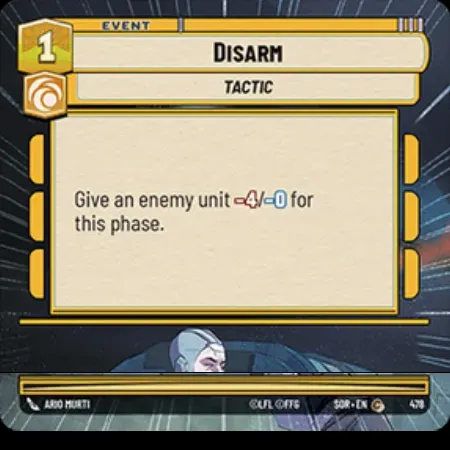 EVENT
1
DISARM
TACTIC
Give an enemy unit -4/-0 for
this phase.
ARIO MURTI ©LFL ©FFG SOR • EN C 478